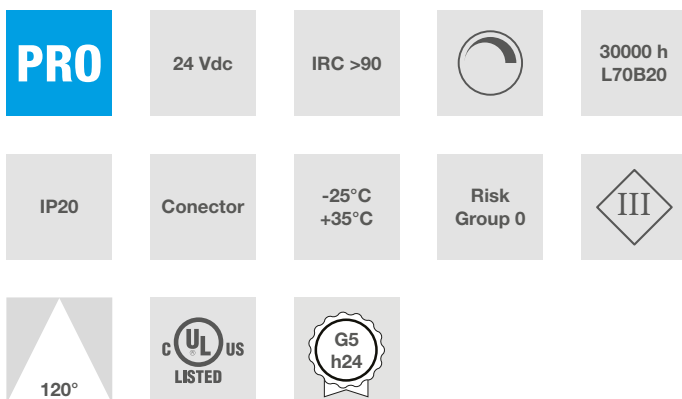 PRO
24 Vdc
IRC >90
30000 h
L70B20
IP20
Conector
-25°C
+35°C
Risk
Group 0
III
120°
c UL US
®
LISTED
G5
h24